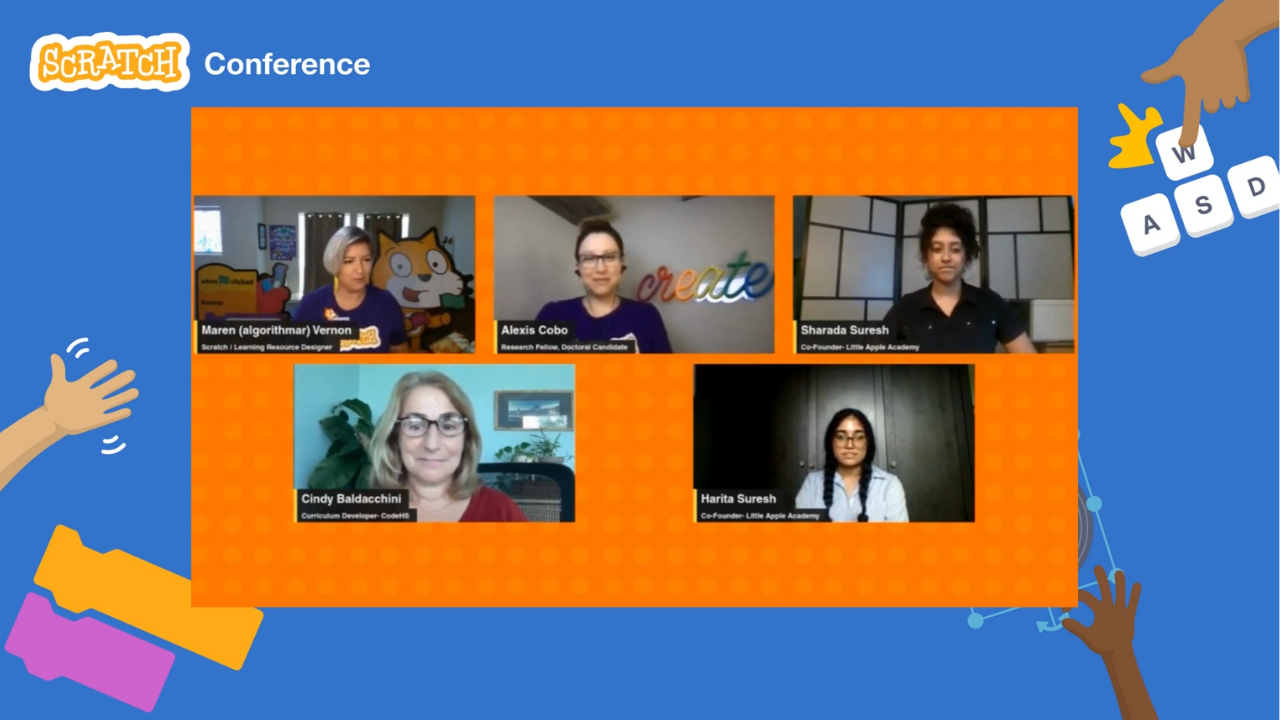 SCRATCH Conference
W
A S D
when clicked
forever
create
Maren (algorithmar) Vernon
Scratch | Learning Resource Designer
Alexis Cobo
Research Fellow, Doctoral Candidate
Sharada Suresh
Co-Founder- Little Apple Academy
Cindy Baldacchini
Curriculum Developer- CodeHS
Harita Suresh
Co-Founder- Little Apple Academy